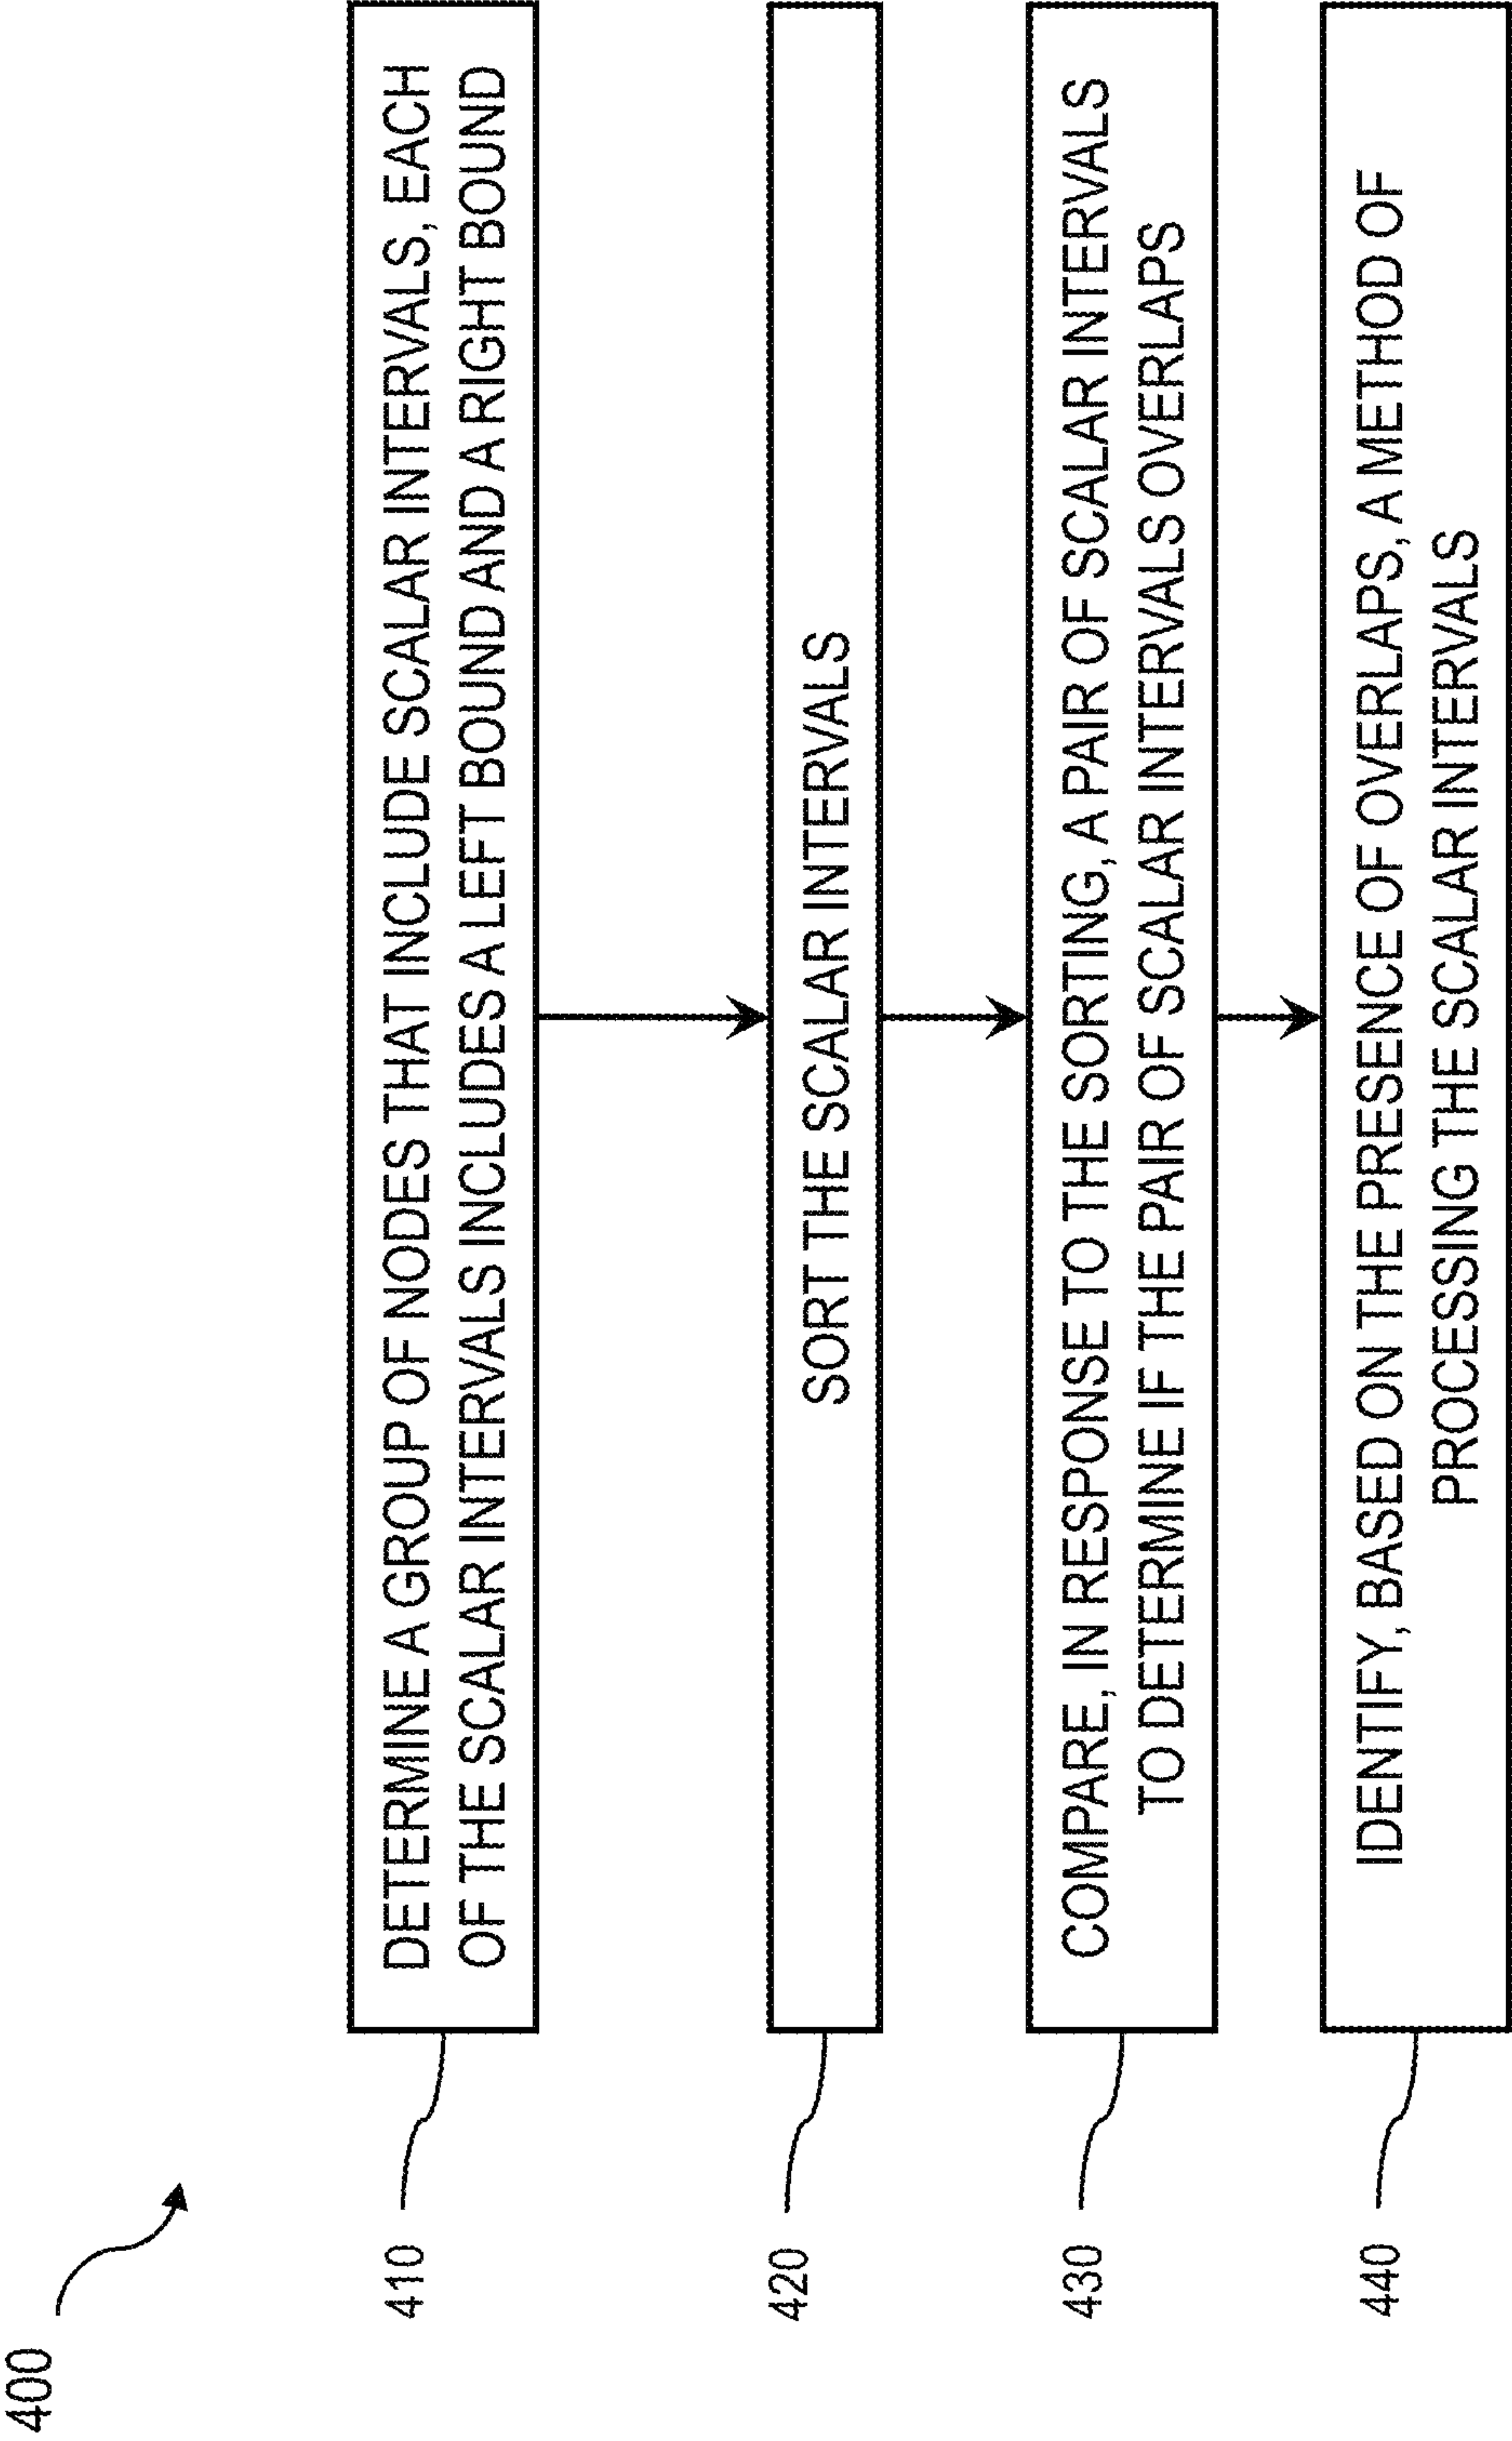 400
410
DETERMINE A GROUP OF NODES THAT INCLUDE SCALAR INTERVALS, EACH
OF THE SCALAR INTERVALS INCLUDES A LEFT BOUND AND A RIGHT BOUND
420
SORT THE SCALAR INTERVALS
430
COMPARE, IN RESPONSE TO THE SORTING, A PAIR OF SCALAR INTERVALS
TO DETERMINE IF THE PAIR OF SCALAR INTERVALS OVERLAPS
440
IDENTIFY, BASED ON THE PRESENCE OF OVERLAPS, A METHOD OF
PROCESSING THE SCALAR INTERVALS